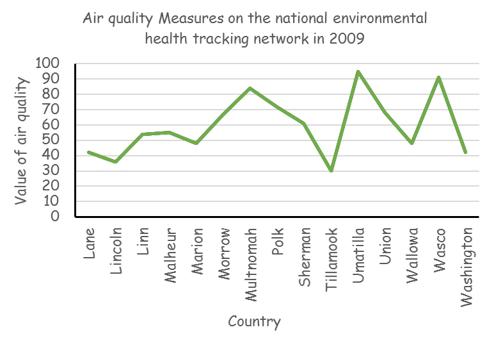 Air quality Measures on the national environmental
health tracking network in 2009
Value of air quality
100
90
80
70
60
50
40
30
20
10
0
Lane
Lincoln
Linn
Malheur
Marion
Morrow
Multnomah
Polk
Sherman
Tillamook
Umatilla
Union
Wallowa
Wasco
Washington
Country